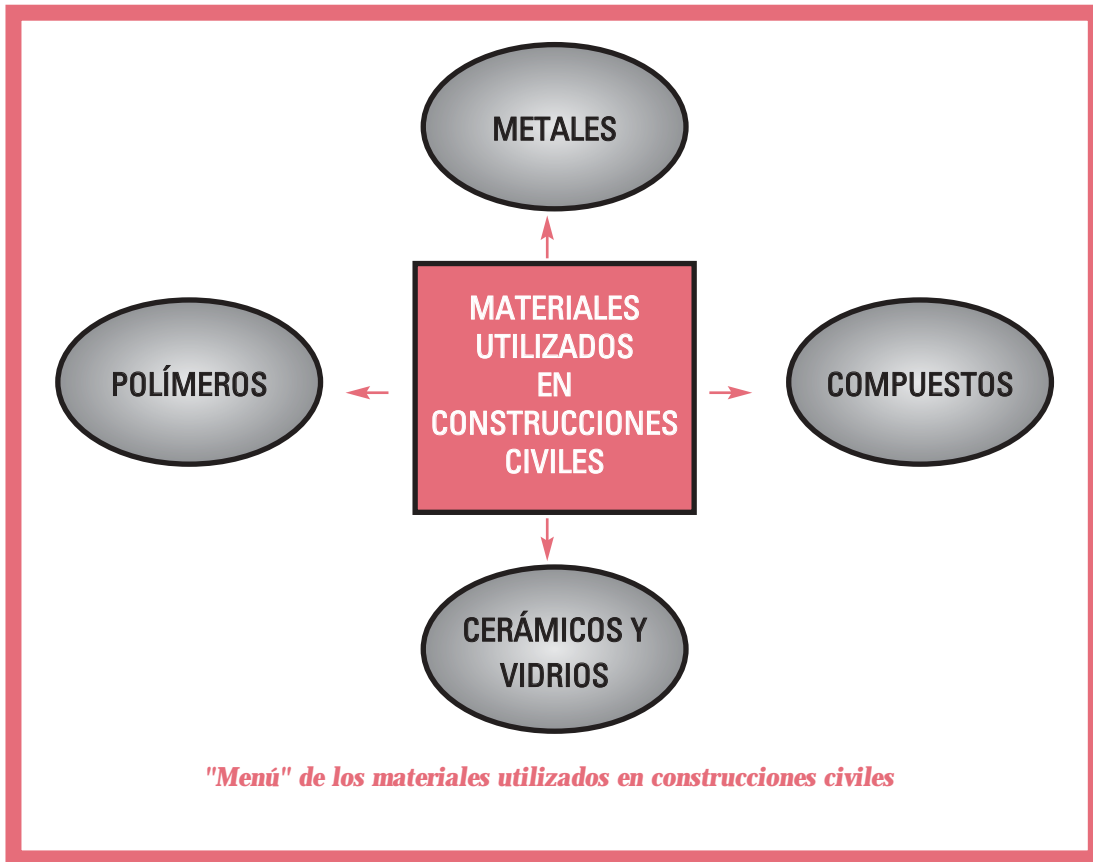 METALES
MATERIALES
UTILIZADOS
EN
CONSTRUCCIONES
CIVILES
POLÍMEROS
COMPUESTOS
CERÁMICOS Y
VIDRIOS
"Menú" de los materiales utilizados en construcciones civiles